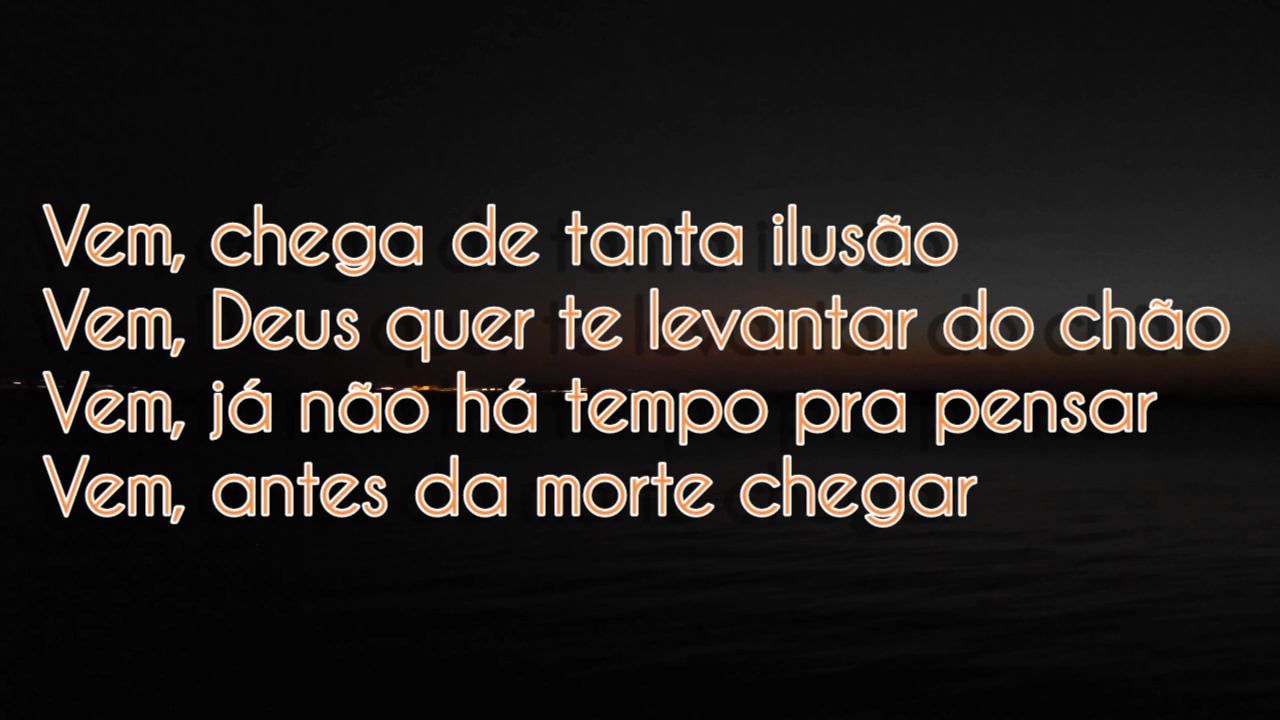 Vem, chega de tanta ilusão
Vem, Deus quer te levantar do chão
Vem, já não há tempo pra pensar
Vem, antes da morte chegar